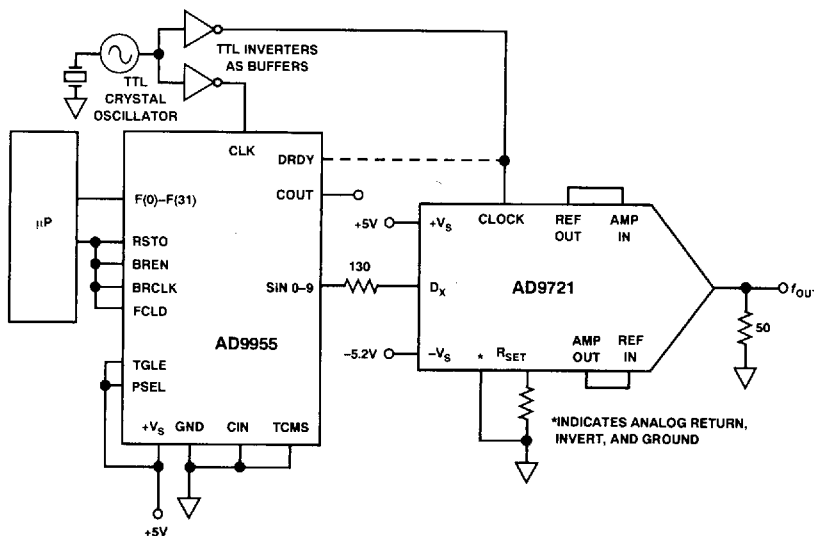 TTL INVERTERS
AS BUFFERS
TTL
CRYSTAL
OSCILLATOR
µP
CLK
DRDY
COUT
F(0)–F(31)
RSTO
BREN
BRCLK
FCLD
SiN 0–9
AD9955
TGLE
PSEL
+VS
GND
CIN
TCMS
+5V
130
+5V
+VS
CLOCK
REF
OUT
AMP
IN
DX
AD9721
fOUT
50
–5.2V
–VS
*
RSET
AMP
OUT
REF
IN
*INDICATES ANALOG RETURN,
INVERT, AND GROUND